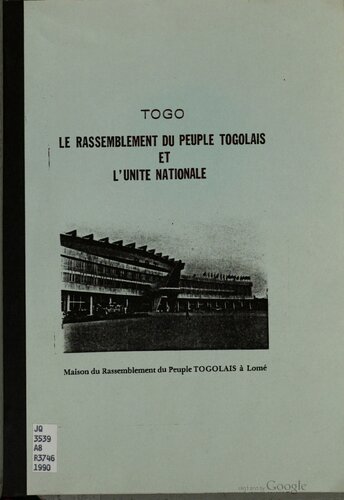 TOGO
LE RASSEMBLEMENT DU PEUPLE TOGOLAIS
ET
L'UNITE NATIONALE
Maison du Rassemblement du Peuple TOGOLAIS à Lomé
JQ
3539
A8
R3746
1990
Digitized by Google